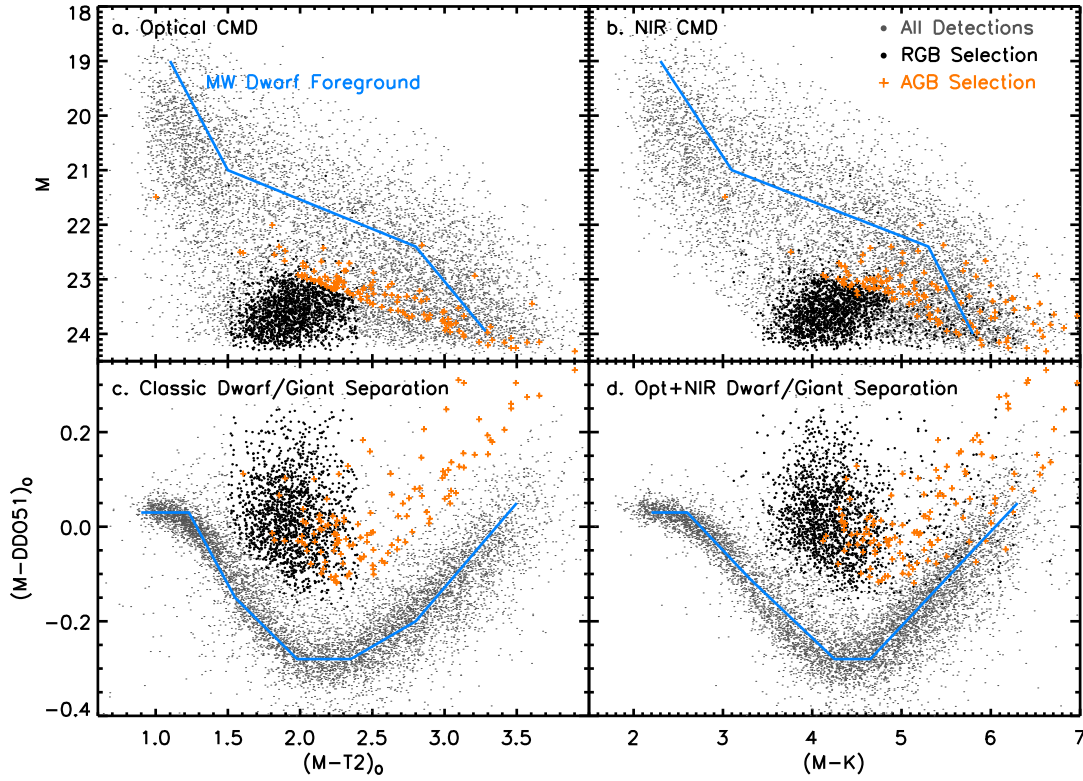 a. Optical CMD
b. NIR CMD
MW Dwarf Foreground
All Detections
RGB Selection
AGB Selection
M
18
19
20
21
22
23
24
c. Classic Dwarf/Giant Separation
d. Opt+NIR Dwarf/Giant Separation
(M-DDO51)₀
0.2
0.0
-0.2
-0.4
1.0 1.5 2.0 2.5 3.0 3.5
2 3 4 5 6 7
(M-T2)₀
(M-K)